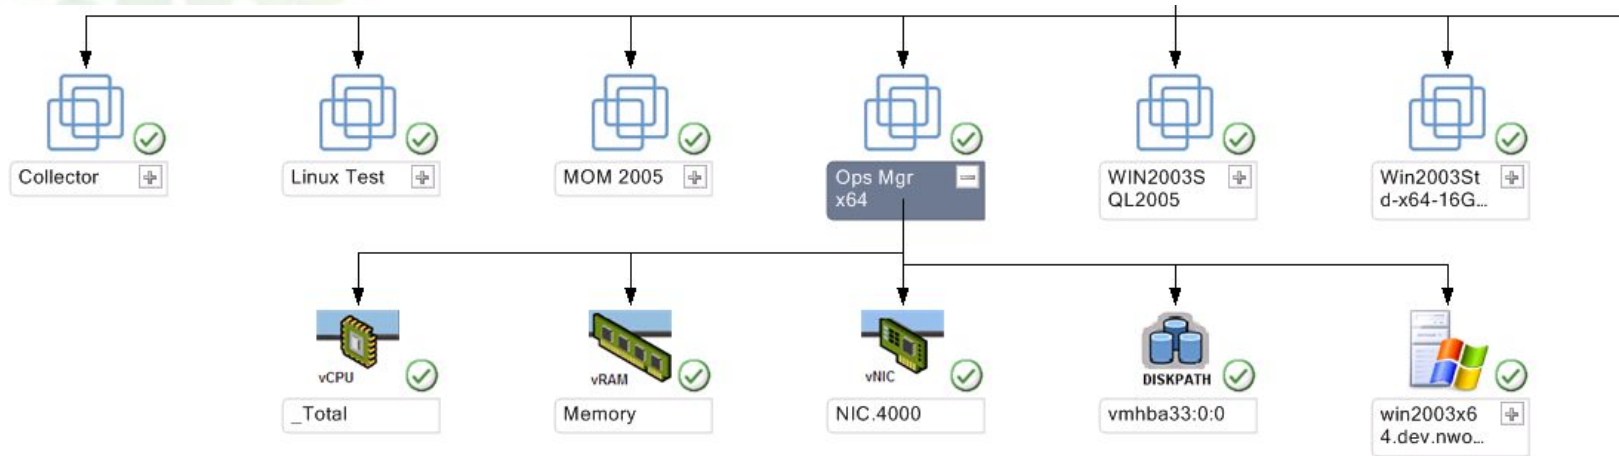 Collector
Linux Test
MOM 2005
Ops Mgr
x64
WIN2003S
QL2005
Win2003St
d-x64-16G...
vCPU
vRAM
vNIC
DISKPATH
_Total
Memory
NIC.4000
vmhba33:0:0
win2003x6
4.dev.nwo...